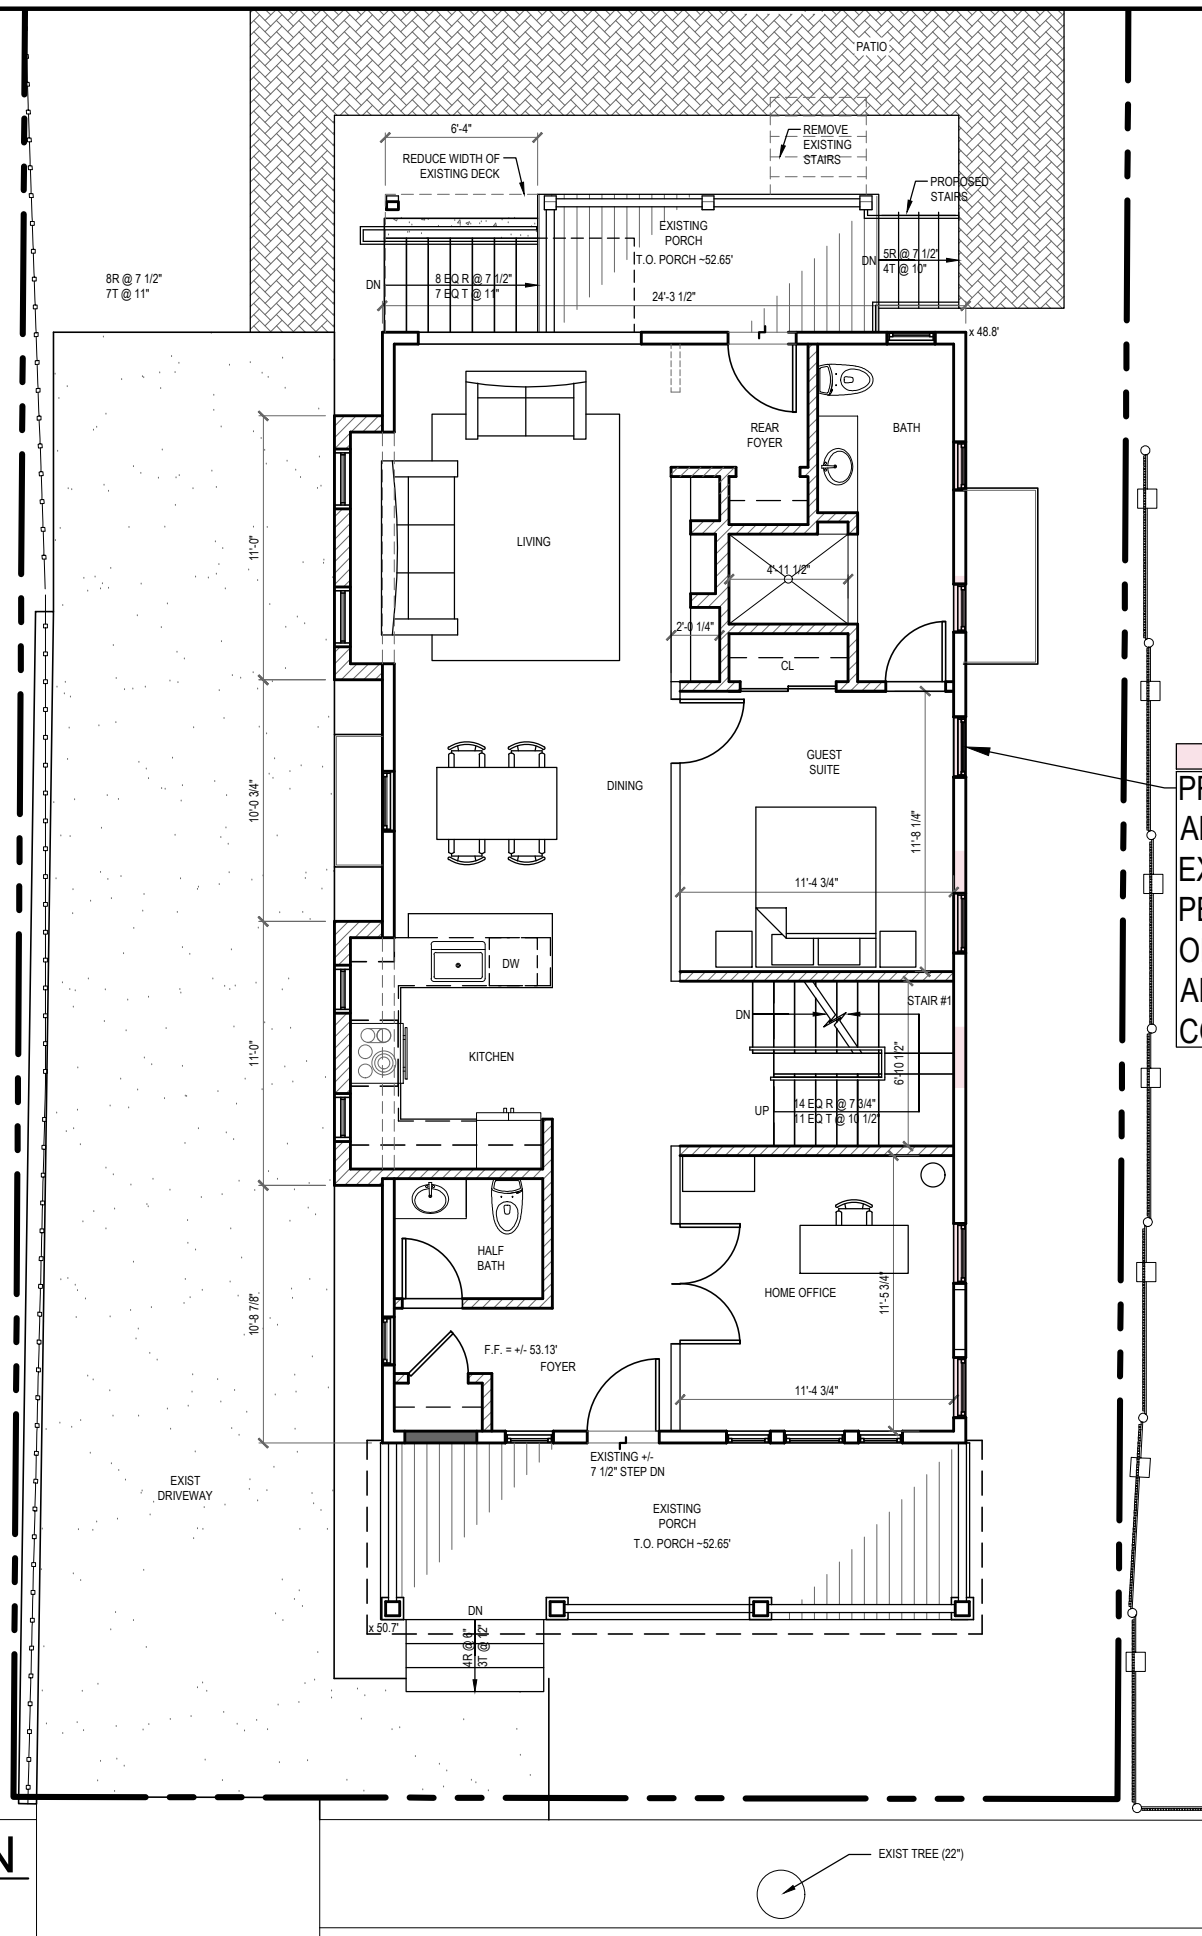 PATIO
6'-4"
REMOVE
EXISTING
STAIRS
REDUCE WIDTH OF
EXISTING DECK
PROPOSED
STAIRS
EXISTING
PORCH
T.O. PORCH ~52.65'
8R @ 7 1/2"
7T @ 11"
DN
8 EQ R @ 7 1/2"
7 EQ T @ 11"
DN
5R @ 7 1/2"
4T @ 10"
24'-3 1/2"
x 48.8'
REAR
FOYER
BATH
11'-0"
LIVING
4'-11 1/2"
2'-0 1/4"
CL
GUEST
SUITE
DINING
10'-0 3/4"
11'-8 1/4"
11'-4 3/4"
DW
STAIR #1
DN
KITCHEN
11'-0"
6'-10 1/2"
UP
14 EQ R @ 7 3/4"
11 EQ T @ 10 1/2"
HALF
BATH
HOME OFFICE
11'-5 3/4"
10'-8 7/8"
F.F. = +/- 53.13'
FOYER
11'-4 3/4"
EXISTING +/-
7 1/2" STEP DN
EXIST
DRIVEWAY
EXISTING
PORCH
T.O. PORCH ~52.65'
DN
x 50.7'
4R @ 6"
3T @ 12"
EXIST TREE (22")
N